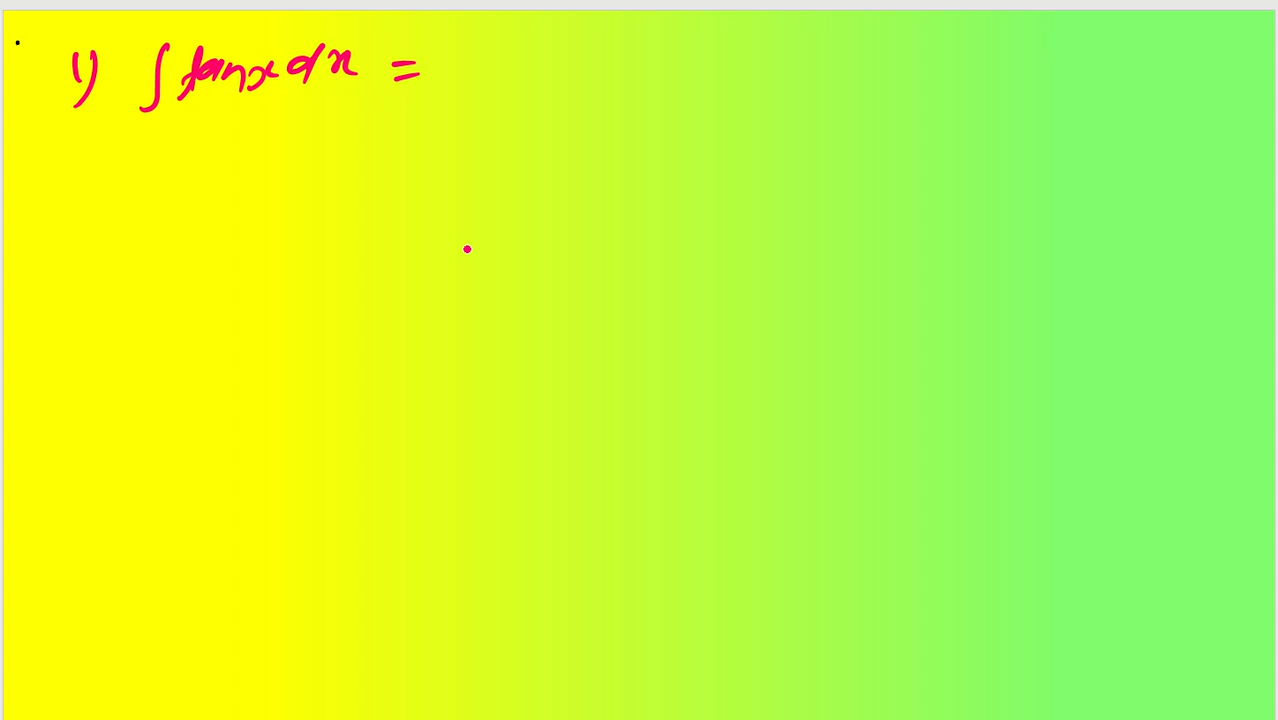 1) ∫ tanx dx =